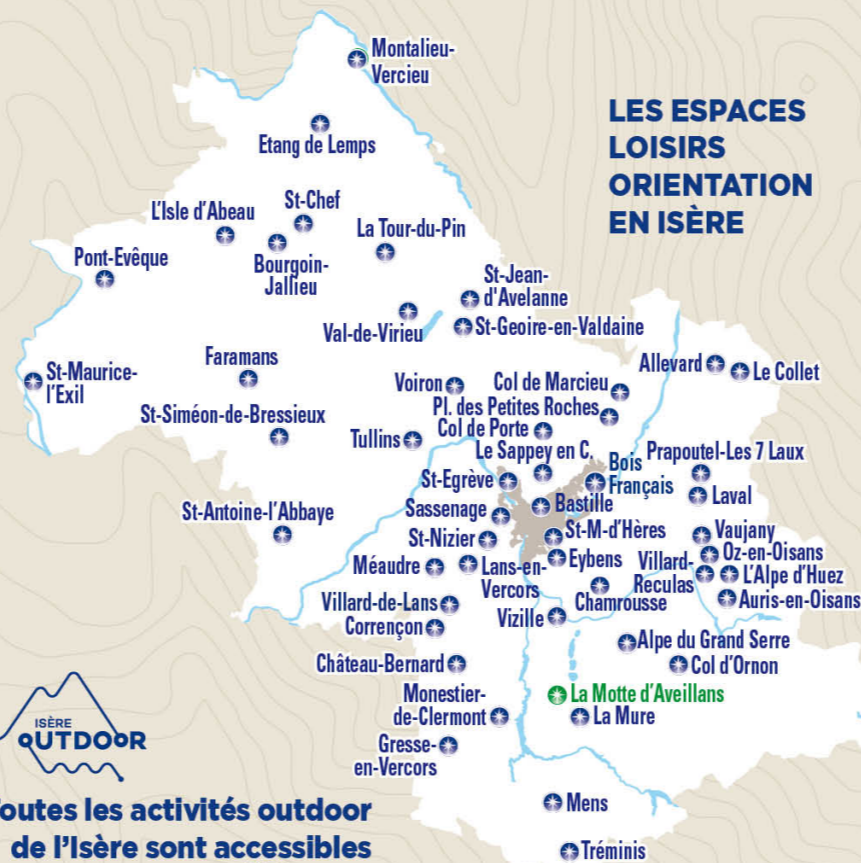 Montalieu-
Vercieu
LES ESPACES
LOISIRS
ORIENTATION
EN ISÈRE
Etang de Lemps
St-Chef
L'Isle d'Abeau
La Tour-du-Pin
Pont-Evêque
Bourgoin-
Jallieu
St-Jean-
d'Avelanne
Val-de-Virieu
St-Geoire-en-Valdaine
Faramans
St-Maurice-
l'Exil
Allevard
Le Collet
Voiron
Col de Marcieu
Pl. des Petites Roches
St-Siméon-de-Bressieux
Tullins
Col de Porte
Le Sappey en C.
Prapoutel-Les 7 Laux
Bois
Français
St-Egrève
Laval
Bastille
St-Antoine-l'Abbaye
Sassenage
St-M-d'Hères
Vaujany
St-Nizier
Oz-en-Oisans
Méaudre
Lans-en-
Vercors
Eybens
Villard-
Reculas
L'Alpe d'Huez
Chamrousse
Auris-en-Oisans
Villard-de-Lans
Vizille
Corrençon
Alpe du Grand Serre
Château-Bernard
Col d'Ornon
La Motte d'Aveillans
Monestier-
de-Clermont
La Mure
Gresse-
en-Vercors
ISÈRE
OUTDOOR
Mens
Toutes les activités outdoor
de l'Isère sont accessibles
Tréminis